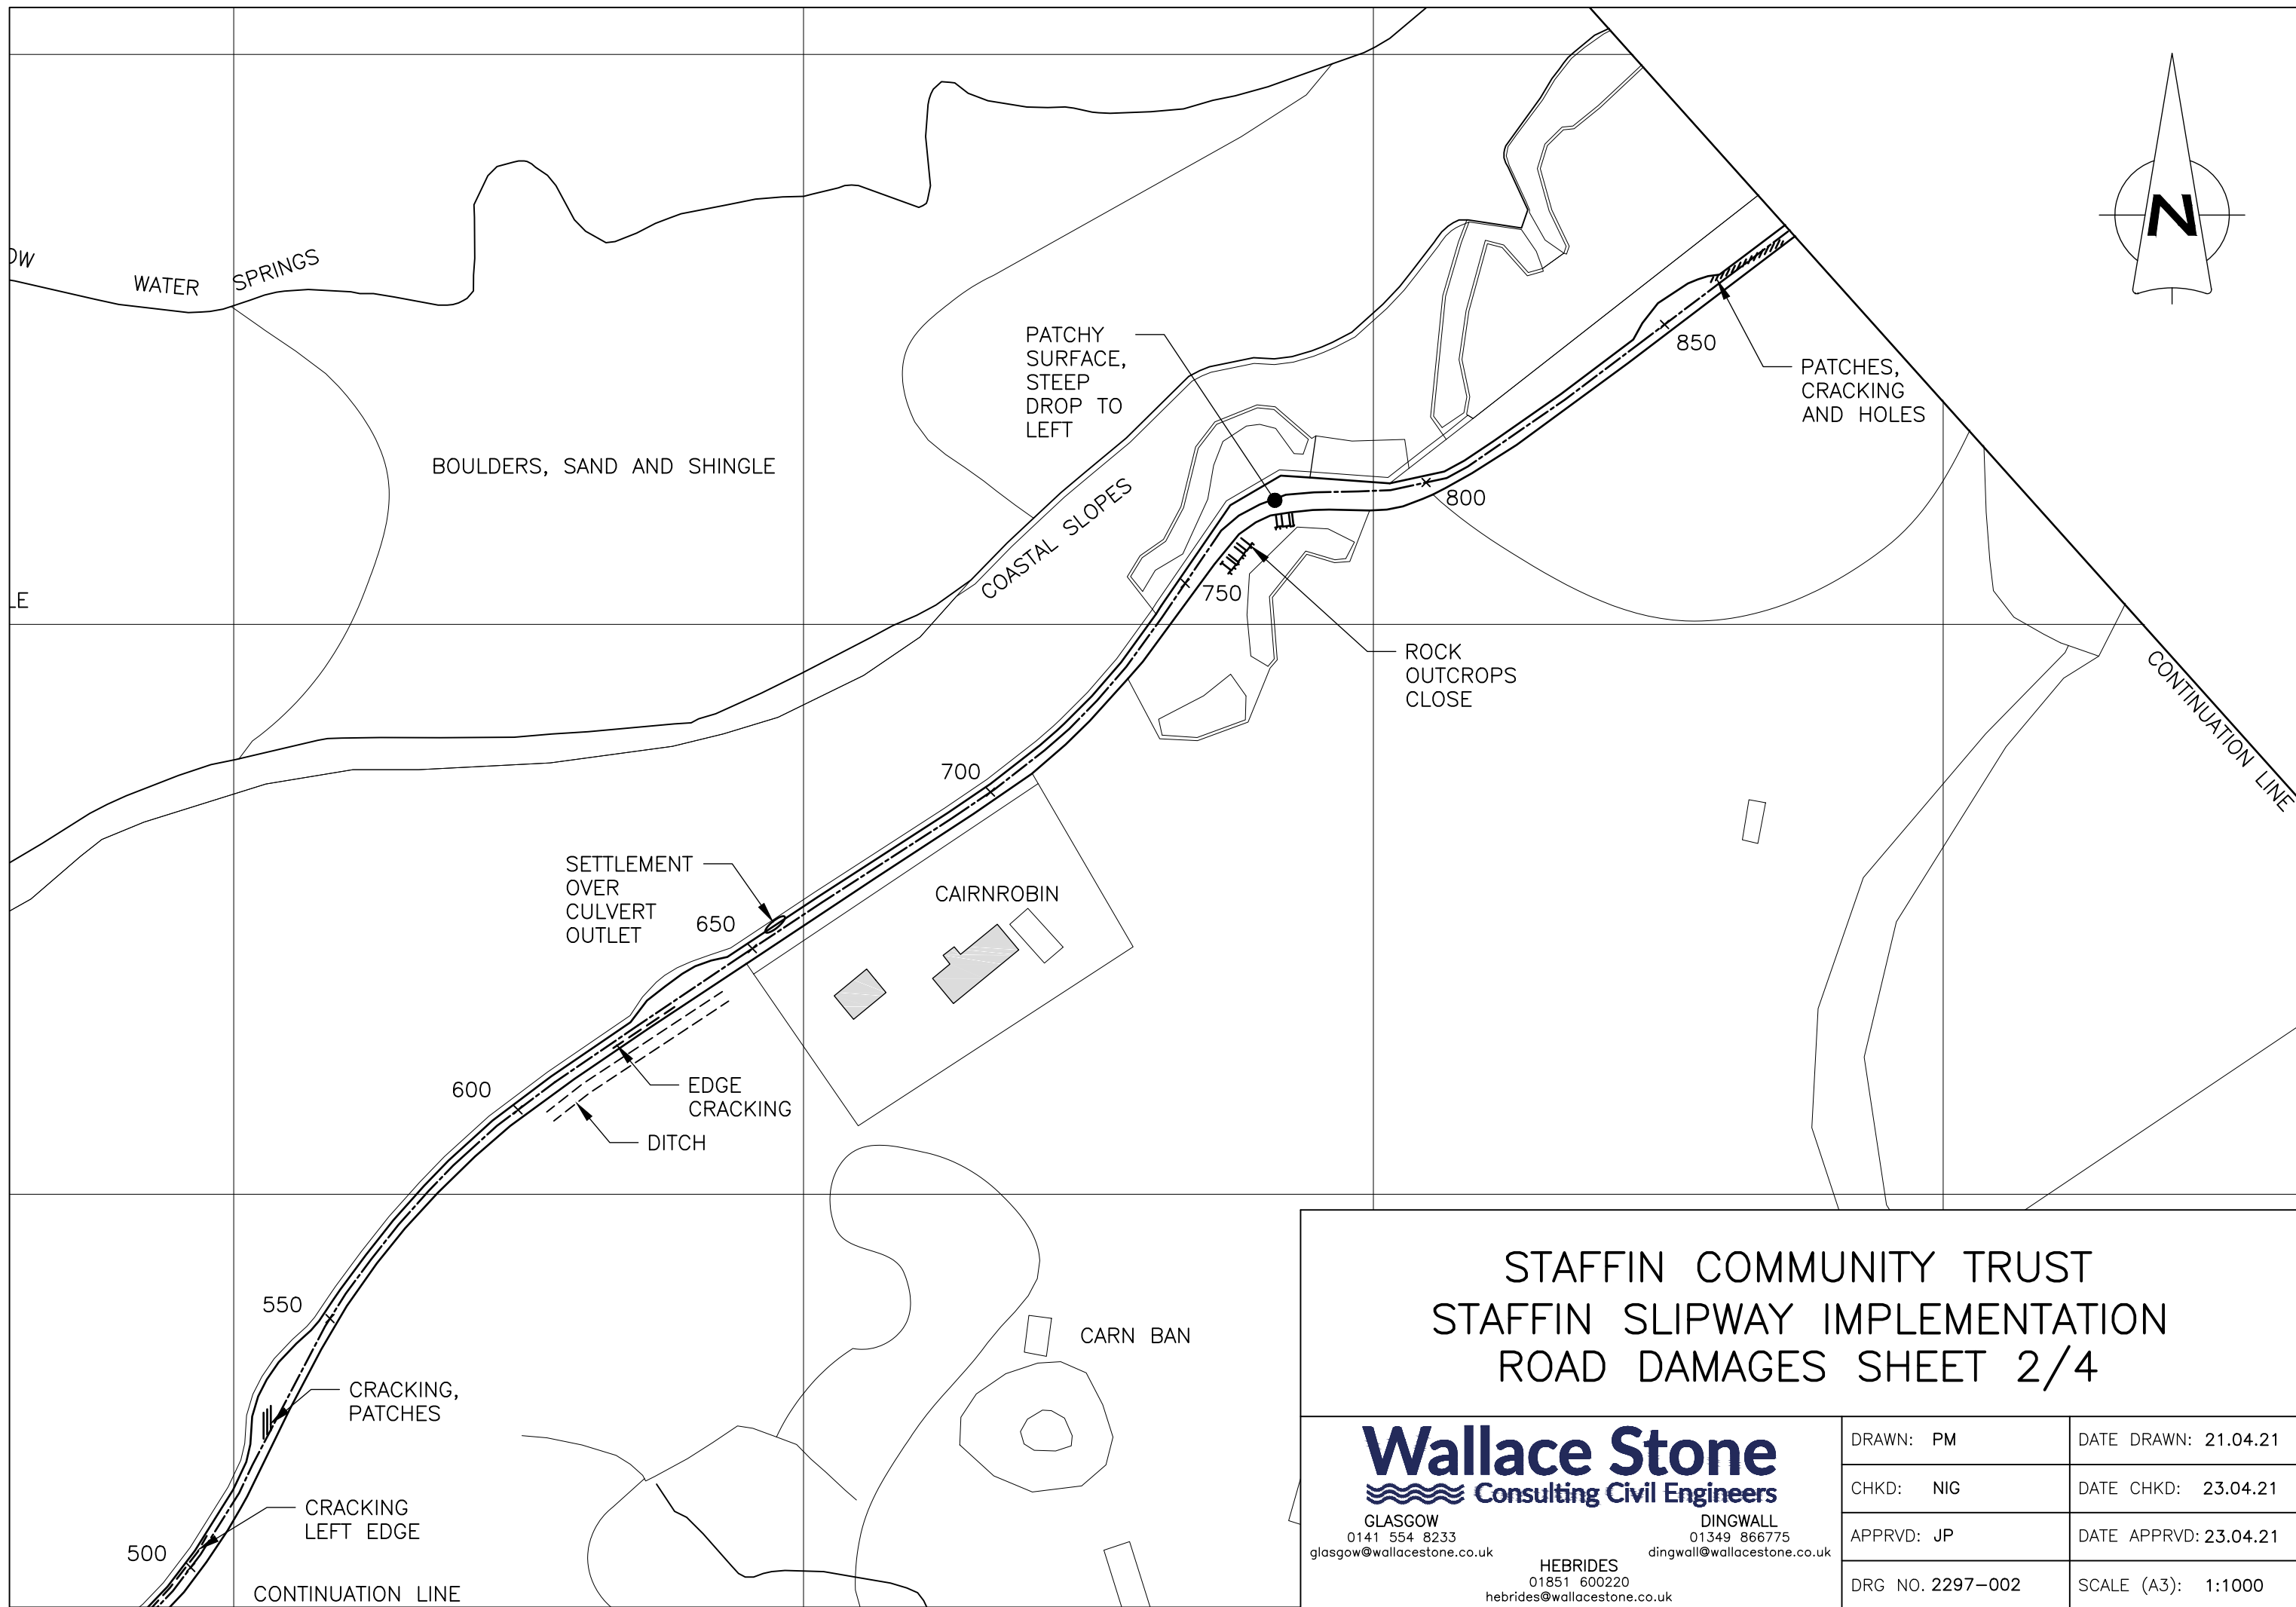 N
WATER SPRINGS
BOULDERS, SAND AND SHINGLE
PATCHY
SURFACE,
STEEP
DROP TO
LEFT
COASTAL SLOPES
850
PATCHES,
CRACKING
AND HOLES
800
750
ROCK
OUTCROPS
CLOSE
CONTINUATION LINE
700
SETTLEMENT
OVER
CULVERT
OUTLET
650
CAIRNROBIN
600
EDGE
CRACKING
DITCH
550
CARN BAN
CRACKING,
PATCHES
CRACKING
LEFT EDGE
500
CONTINUATION LINE
STAFFIN COMMUNITY TRUST
STAFFIN SLIPWAY IMPLEMENTATION
ROAD DAMAGES SHEET 2/4
Wallace Stone
Consulting Civil Engineers
GLASGOW
0141 554 8233
glasgow@wallacestone.co.uk
DINGWALL
01349 866775
dingwall@wallacestone.co.uk
HEBRIDES
01851 600220
hebrides@wallacestone.co.uk
DRAWN: PM
DATE DRAWN: 21.04.21
CHKD: NIG
DATE CHKD: 23.04.21
APPRVD: JP
DATE APPRVD: 23.04.21
DRG NO. 2297-002
SCALE (A3): 1:1000